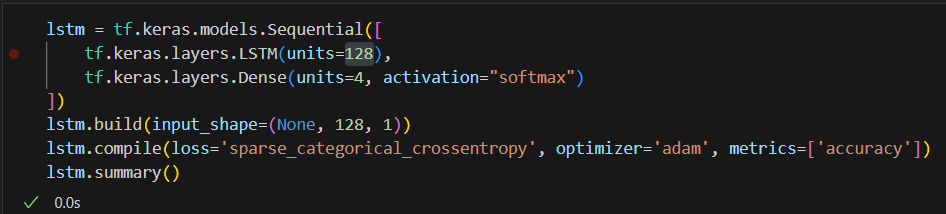 lstm = tf.keras.models.Sequential([
    tf.keras.layers.LSTM(units=128),
    tf.keras.layers.Dense(units=4, activation="softmax")
])
lstm.build(input_shape=(None, 128, 1))
lstm.compile(loss='sparse_categorical_crossentropy', optimizer='adam', metrics=['accuracy'])
lstm.summary()
0.0s